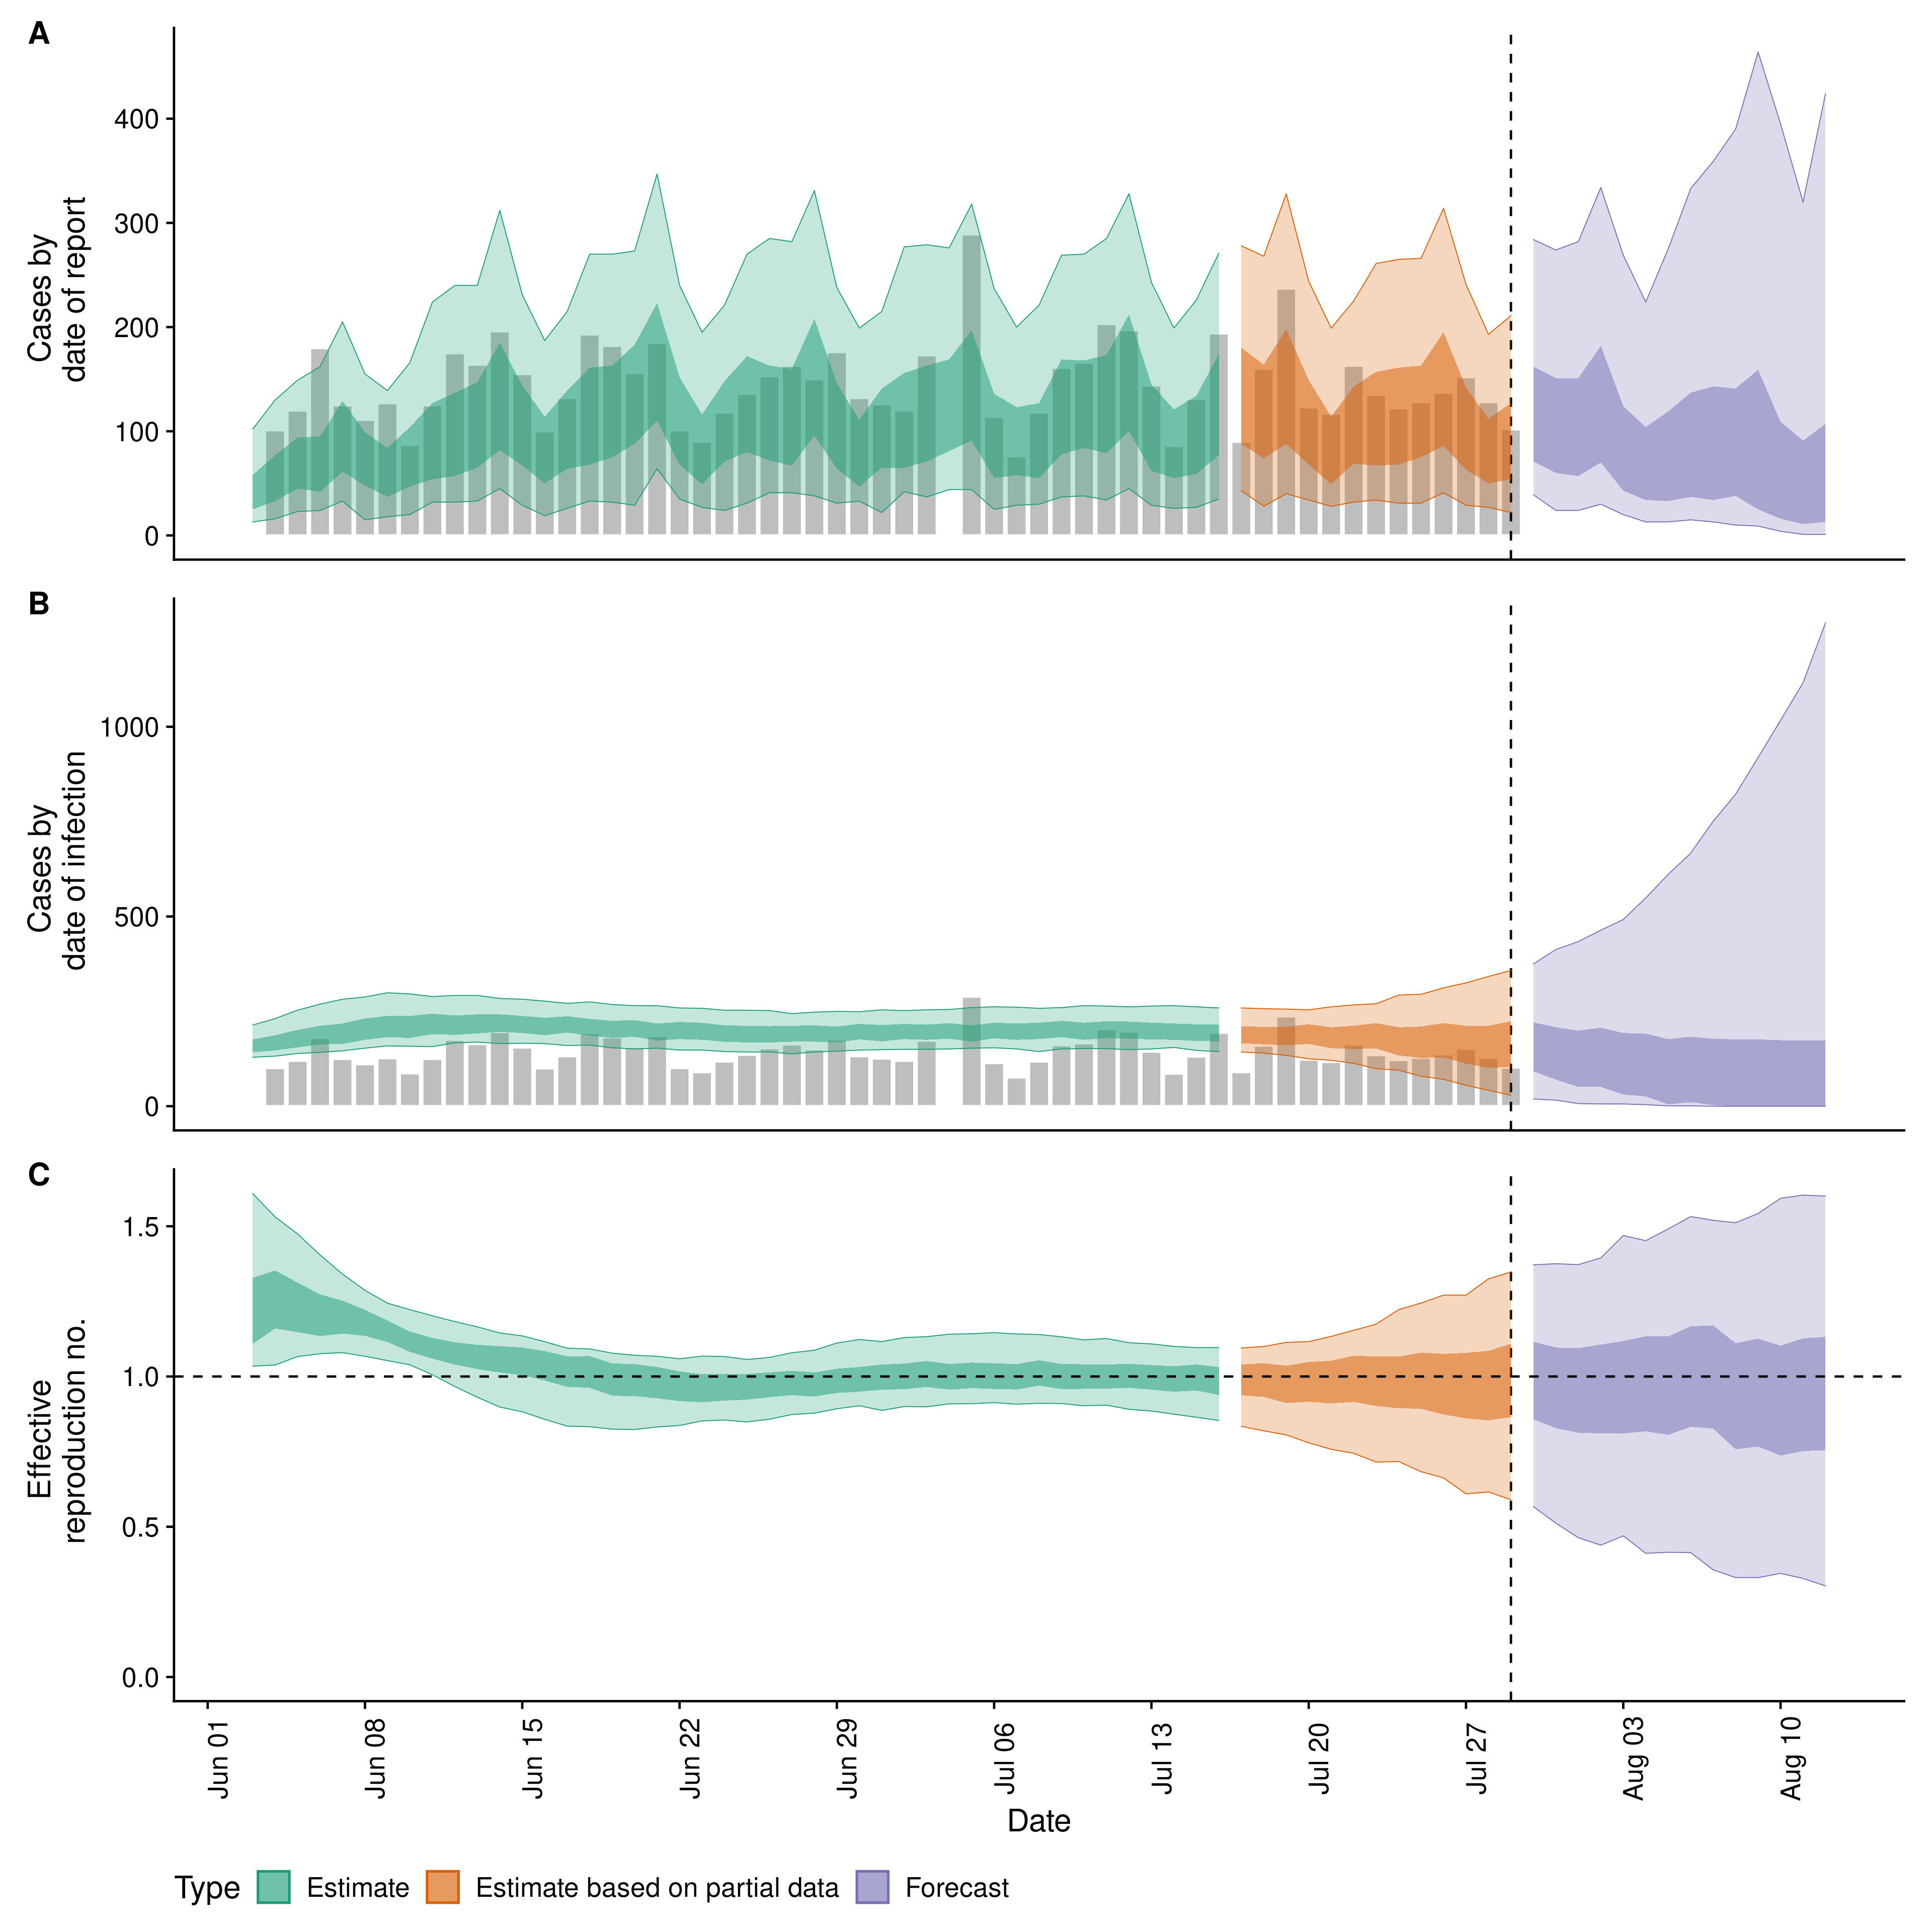 A
Cases by
date of report
400
300
200
100
0
B
Cases by
date of infection
1000
500
0
C
Effective
reproduction no.
1.5
1.0
0.5
0.0
Jun 01
Jun 08
Jun 15
Jun 22
Jun 29
Jul 06
Jul 13
Jul 20
Jul 27
Aug 03
Aug 10
Date
Type Estimate Estimate based on partial data Forecast